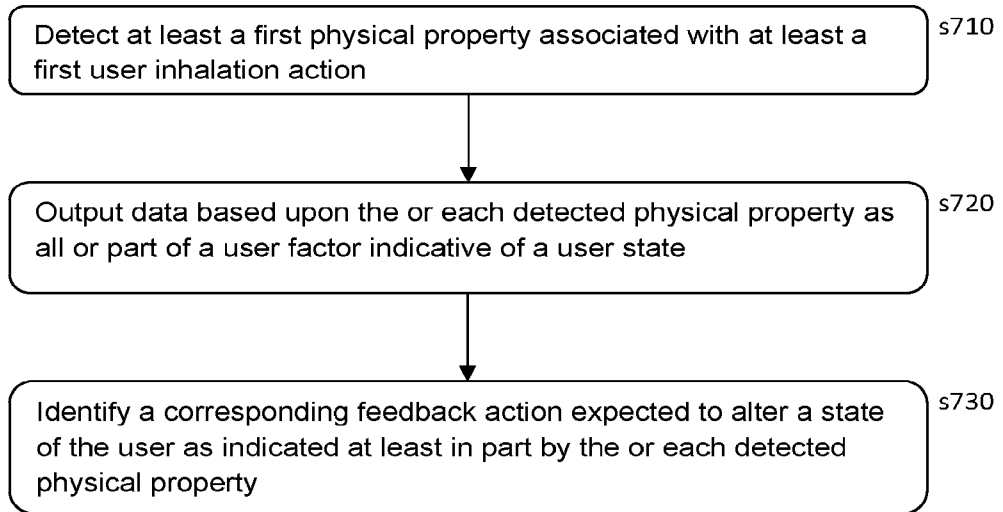 Detect at least a first physical property associated with at least a
first user inhalation action
s710
Output data based upon the or each detected physical property as
all or part of a user factor indicative of a user state
s720
Identify a corresponding feedback action expected to alter a state
of the user as indicated at least in part by the or each detected
physical property
s730